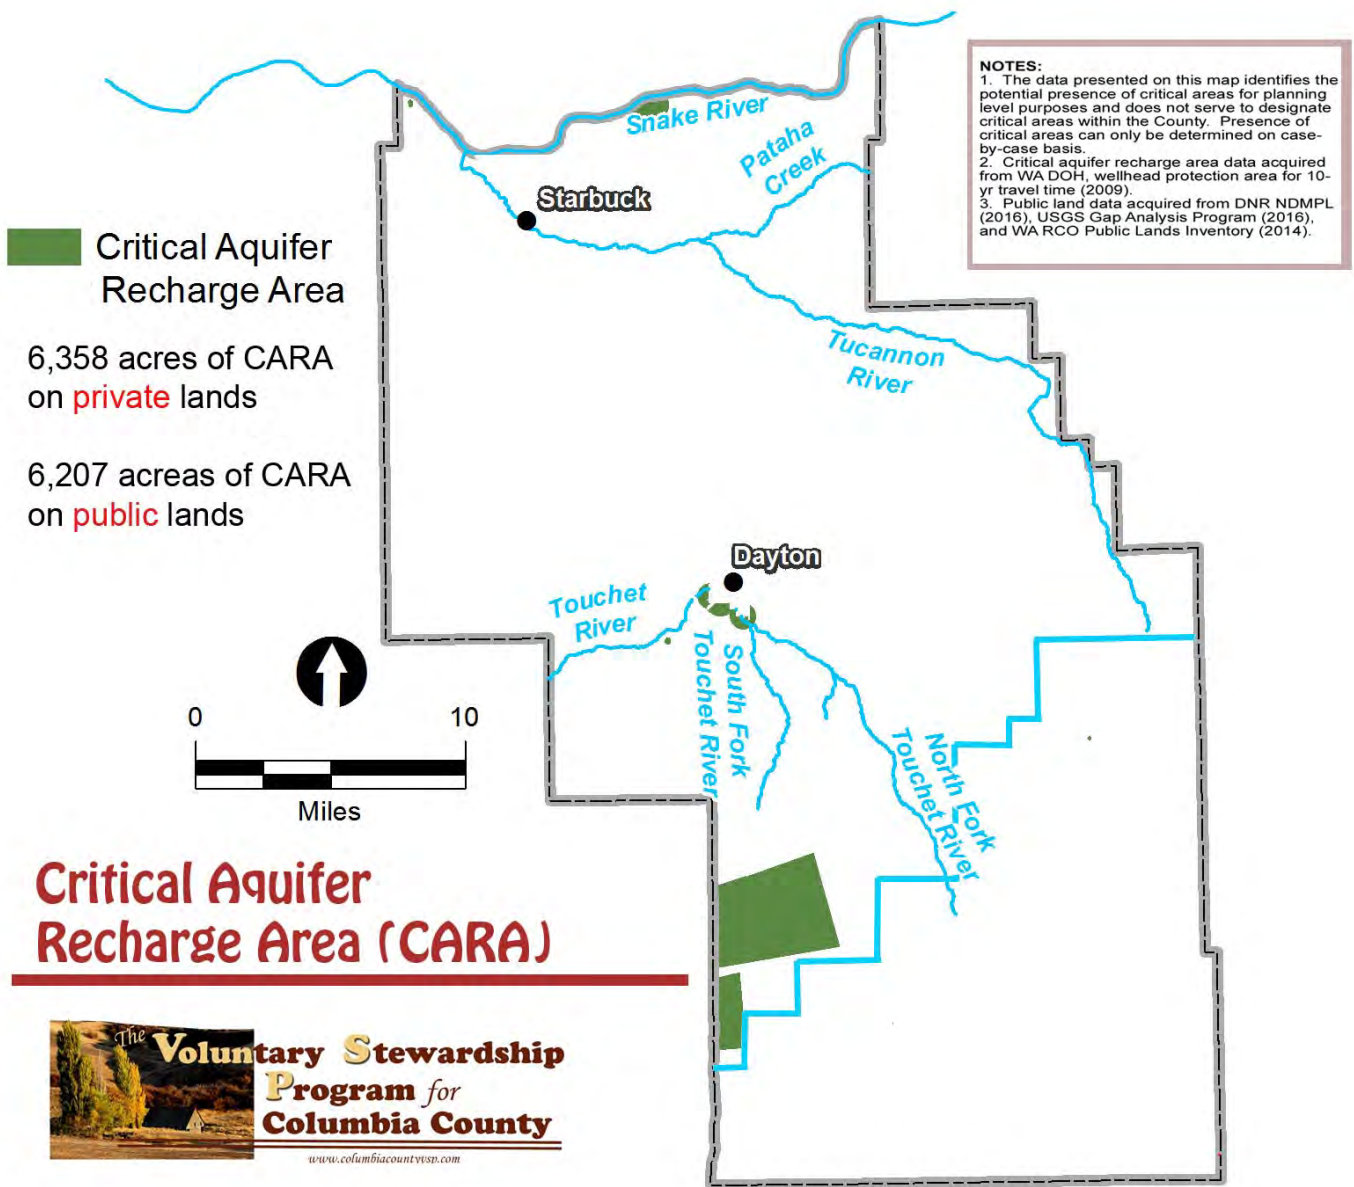 NOTES:
1. The data presented on this map identifies the
potential presence of critical areas for planning
level purposes and does not serve to designate
critical areas within the County. Presence of
critical areas can only be determined on case-
by-case basis.
2. Critical aquifer recharge area data acquired
from WA DOH, wellhead protection area for 10-
yr travel time (2009).
3. Public land data acquired from DNR NDMPL
(2016), USGS Gap Analysis Program (2016),
and WA RCO Public Lands Inventory (2014).
Snake River
Pataha
Creek
Starbuck
Critical Aquifer
Recharge Area
6,358 acres of CARA
on private lands
6,207 acreas of CARA
on public lands
Tucannon
River
Dayton
Touchet
River
South Fork
Touchet River
North Fork
Touchet River
0 10
Miles
Critical Aquifer
Recharge Area (CARA)
The Voluntary Stewardship
Program for
Columbia County
www.columbiacountyvsp.com